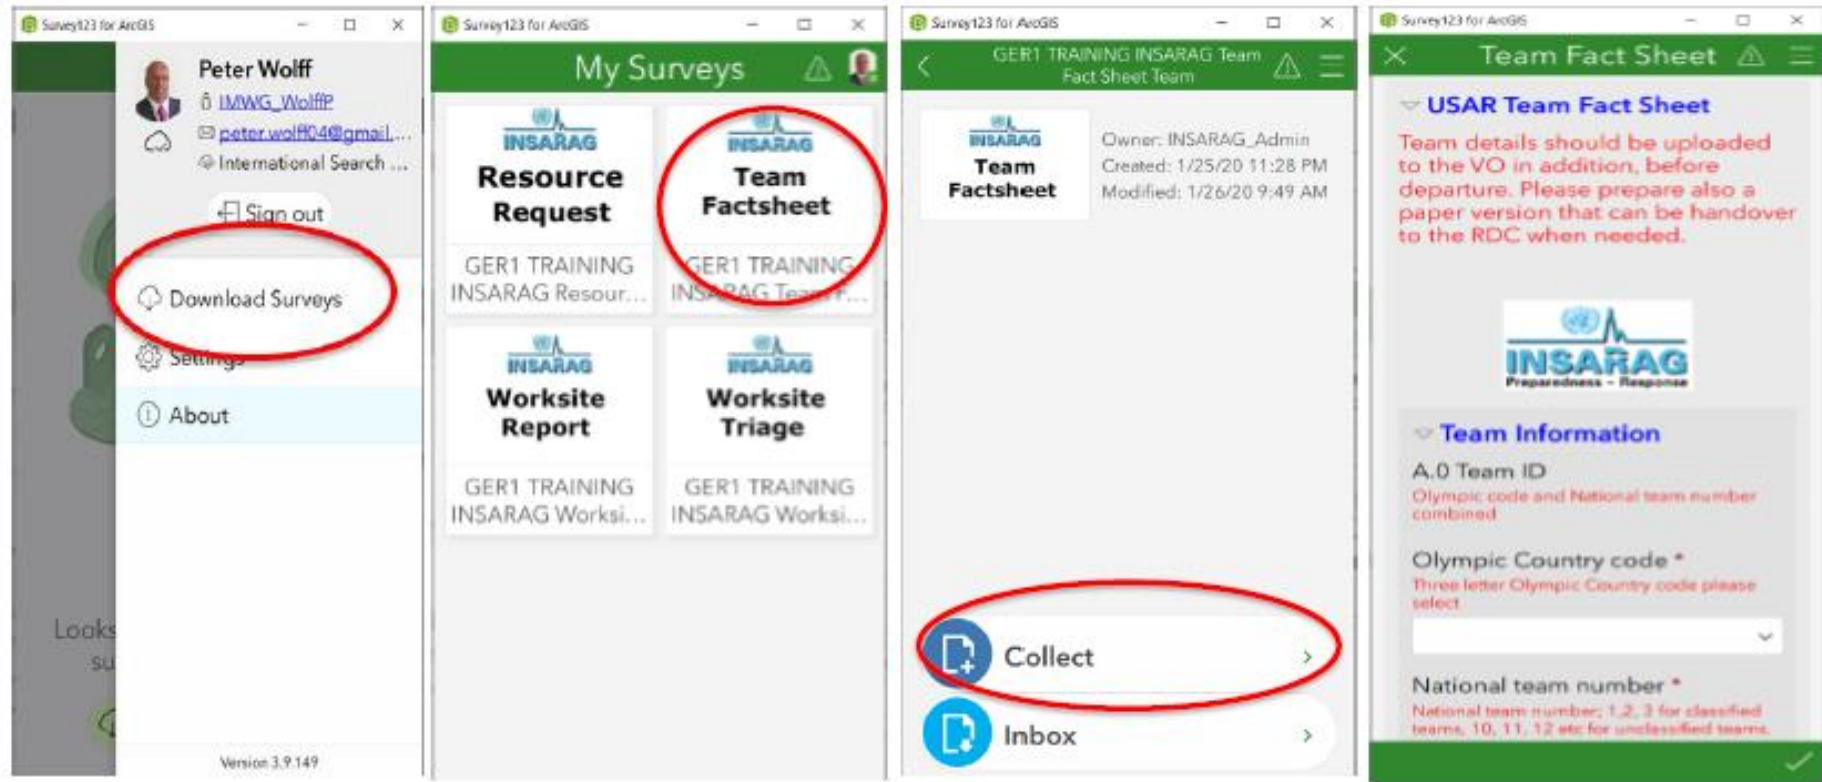 Survey123 for ArcGIS
Peter Wolff
IMWG_WolffP
peter.wolff04@gmail....
International Search ...
Sign out
Download Surveys
Settings
About
Looks
su
Version 3.9.149
Survey123 for ArcGIS
My Surveys
INSARAG
Resource
Request
GER1 TRAINING
INSARAG Resour...
INSARAG
Team
Factsheet
GER1 TRAINING
INSARAG Team F...
INSARAG
Worksite
Report
GER1 TRAINING
INSARAG Worksi...
INSARAG
Worksite
Triage
GER1 TRAINING
INSARAG Worksi...
Survey123 for ArcGIS
GER1 TRAINING INSARAG Team
Fact Sheet Team
INSARAG
Team
Factsheet
Owner: INSARAG_Admin
Created: 1/25/20 11:28 PM
Modified: 1/26/20 9:49 AM
Collect
Inbox
Survey123 for ArcGIS
Team Fact Sheet
USAR Team Fact Sheet
Team details should be uploaded
to the VO in addition, before
departure. Please prepare also a
paper version that can be handover
to the RDC when needed.
INSARAG
Preparedness - Response
Team Information
A.0 Team ID
Olympic code and National team number
combined
Olympic Country code *
Three letter Olympic Country code please
select
National team number *
National team number; 1,2, 3 for classified
teams, 10, 11, 12 etc for unclassified teams.